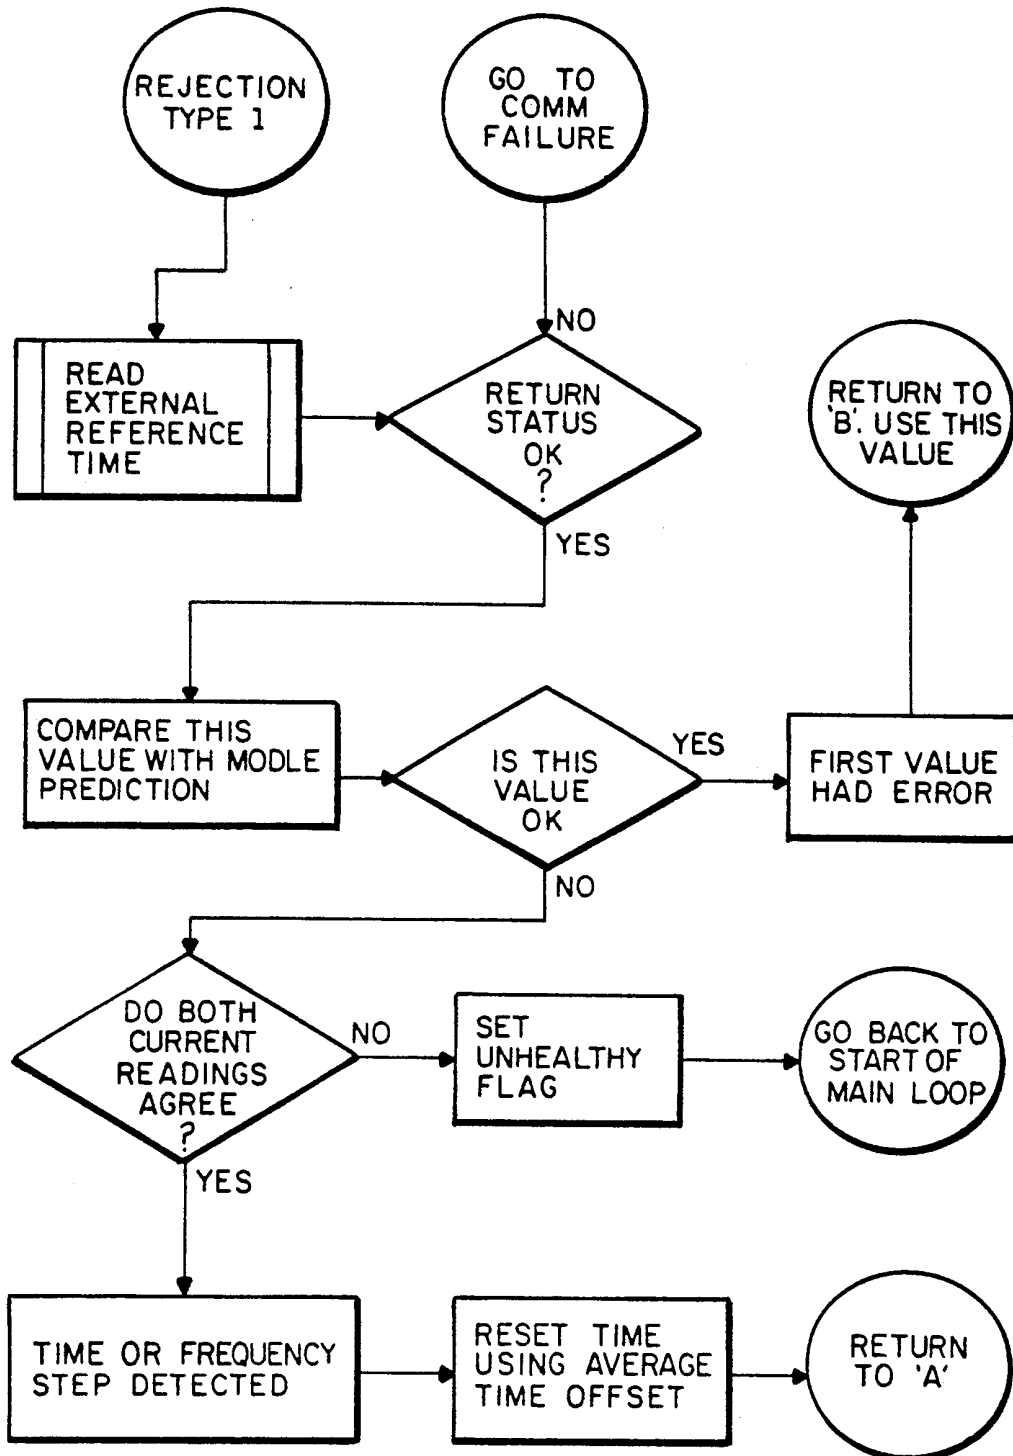 REJECTION
TYPE 1
GO TO
COMM
FAILURE
NO
READ
EXTERNAL
REFERENCE
TIME
RETURN
STATUS
OK
?
YES
RETURN TO
'B'. USE THIS
VALUE
COMPARE THIS
VALUE WITH MODLE
PREDICTION
IS THIS
VALUE
OK
YES
FIRST VALUE
HAD ERROR
NO
DO BOTH
CURRENT
READINGS
AGREE
?
NO
SET
UNHEALTHY
FLAG
GO BACK TO
START OF
MAIN LOOP
YES
TIME OR FREQUENCY
STEP DETECTED
RESET TIME
USING AVERAGE
TIME OFFSET
RETURN
TO 'A'